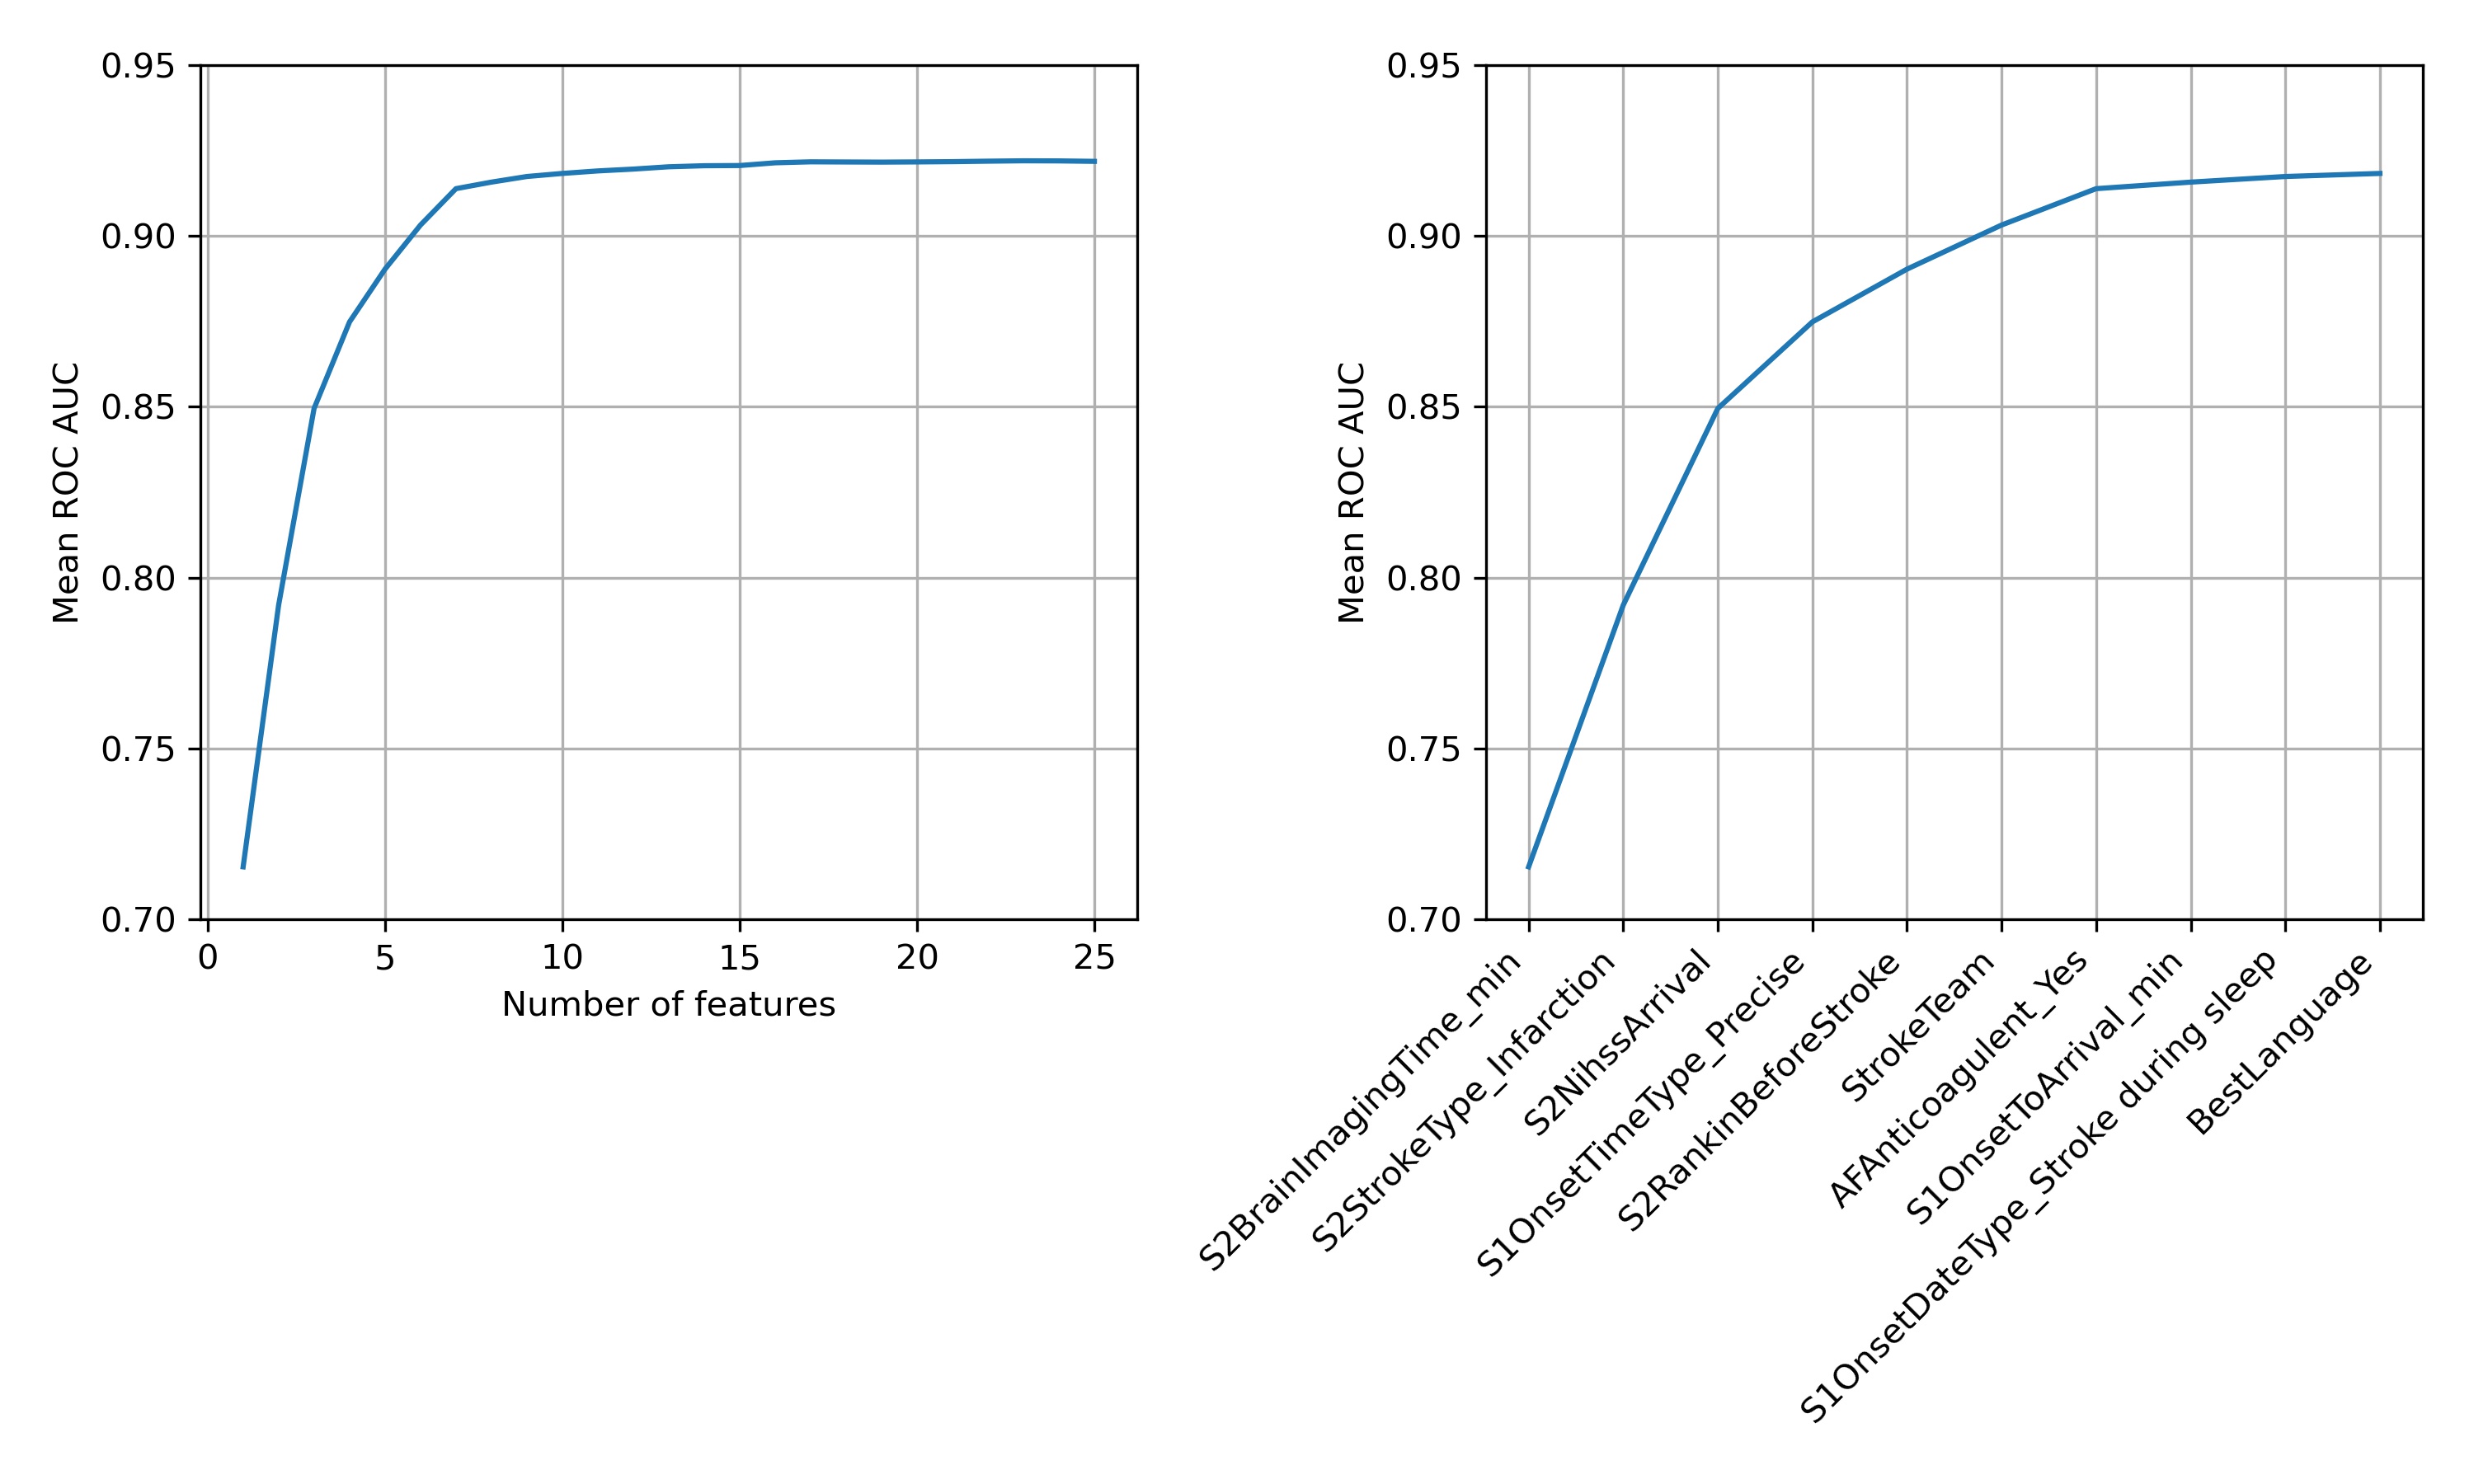 0.95
0.90
0.85
0.80
0.75
0.70
Mean ROC AUC
0 5 10 15 20 25
Number of features
0.95
0.90
0.85
0.80
0.75
0.70
Mean ROC AUC
S2BrainImagingTime_min
S2StrokeType_Infarction
S2NihssArrival
S1OnsetTimeType_Precise
S2RankinBeforeStroke
StrokeTeam
AFAnticoagulent_Yes
S1OnsetToArrival_min
S1OnsetDateType_Stroke during sleep
BestLanguage